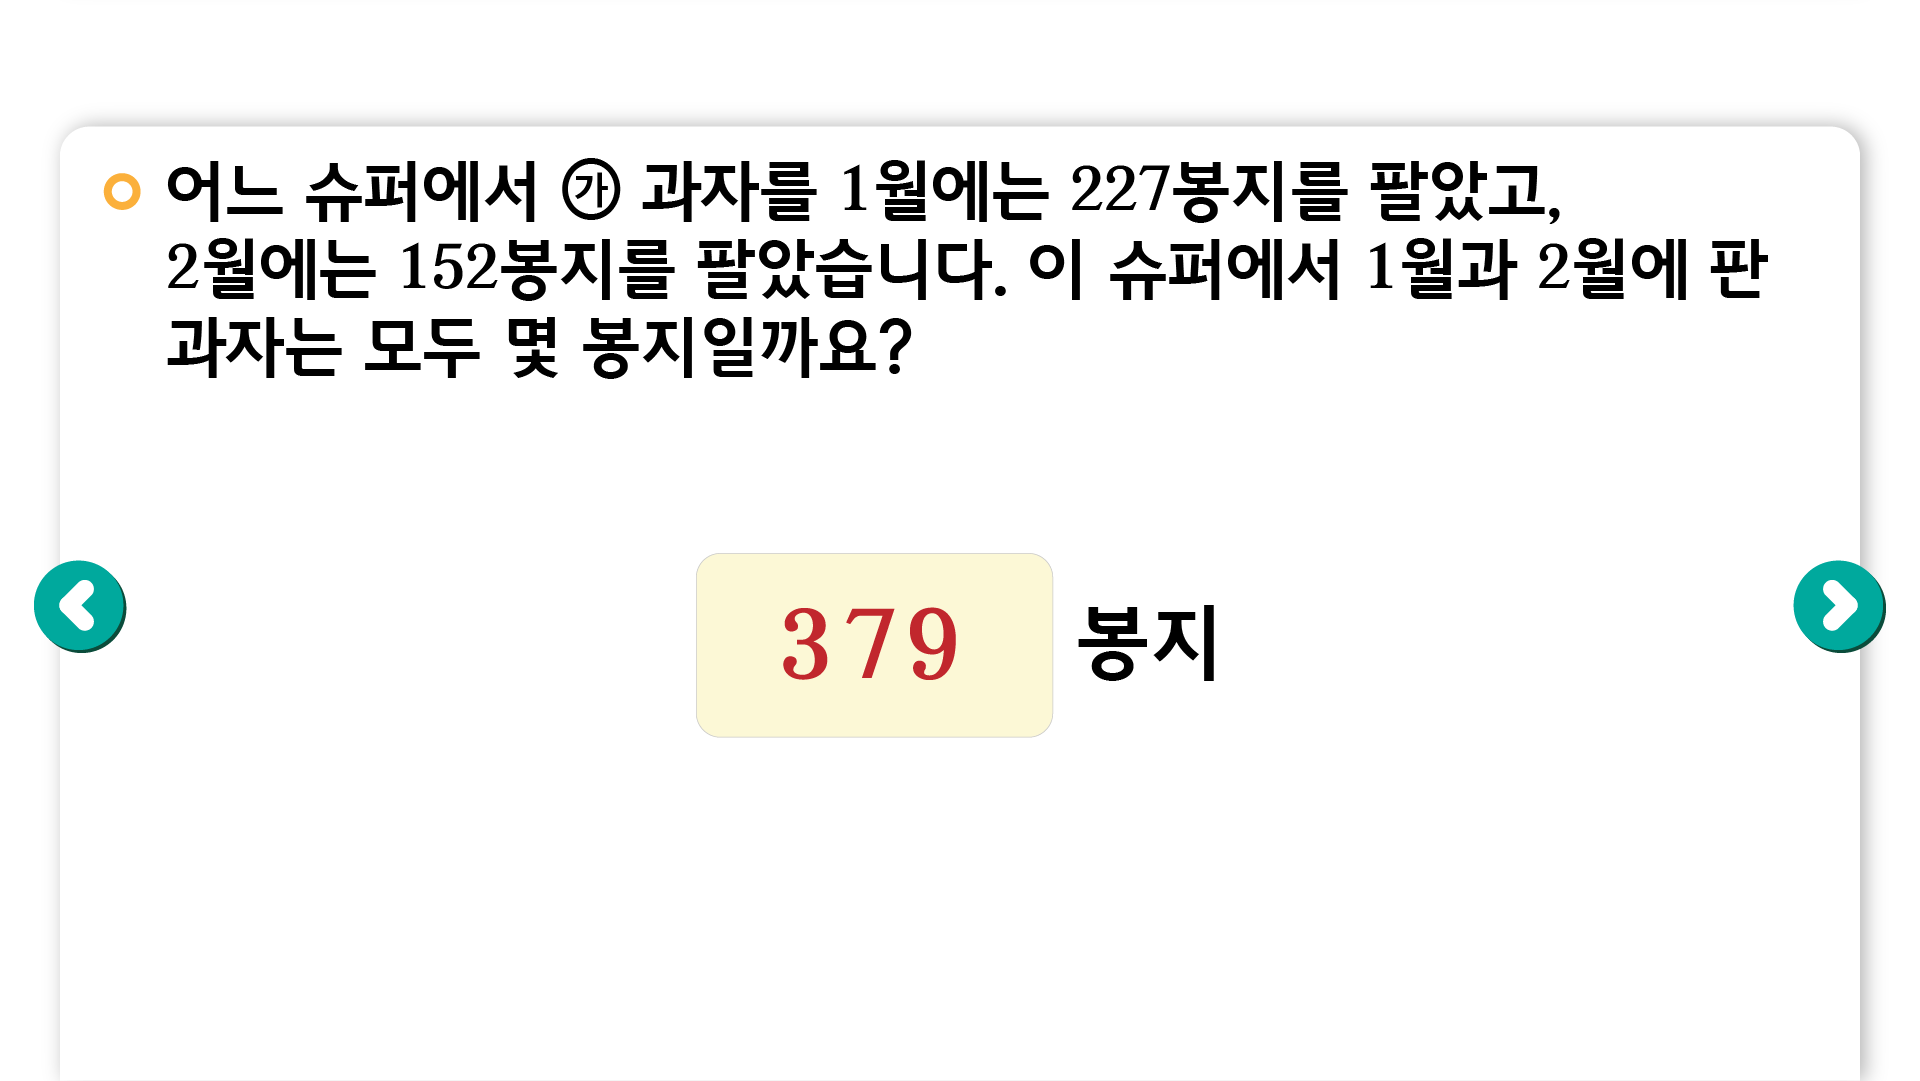 어느 슈퍼에서 ㉮ 과자를 1월에는 227봉지를 팔았고,
2월에는 152봉지를 팔았습니다. 이 슈퍼에서 1월과 2월에 판
과자는 모두 몇 봉지일까요?
379 봉지